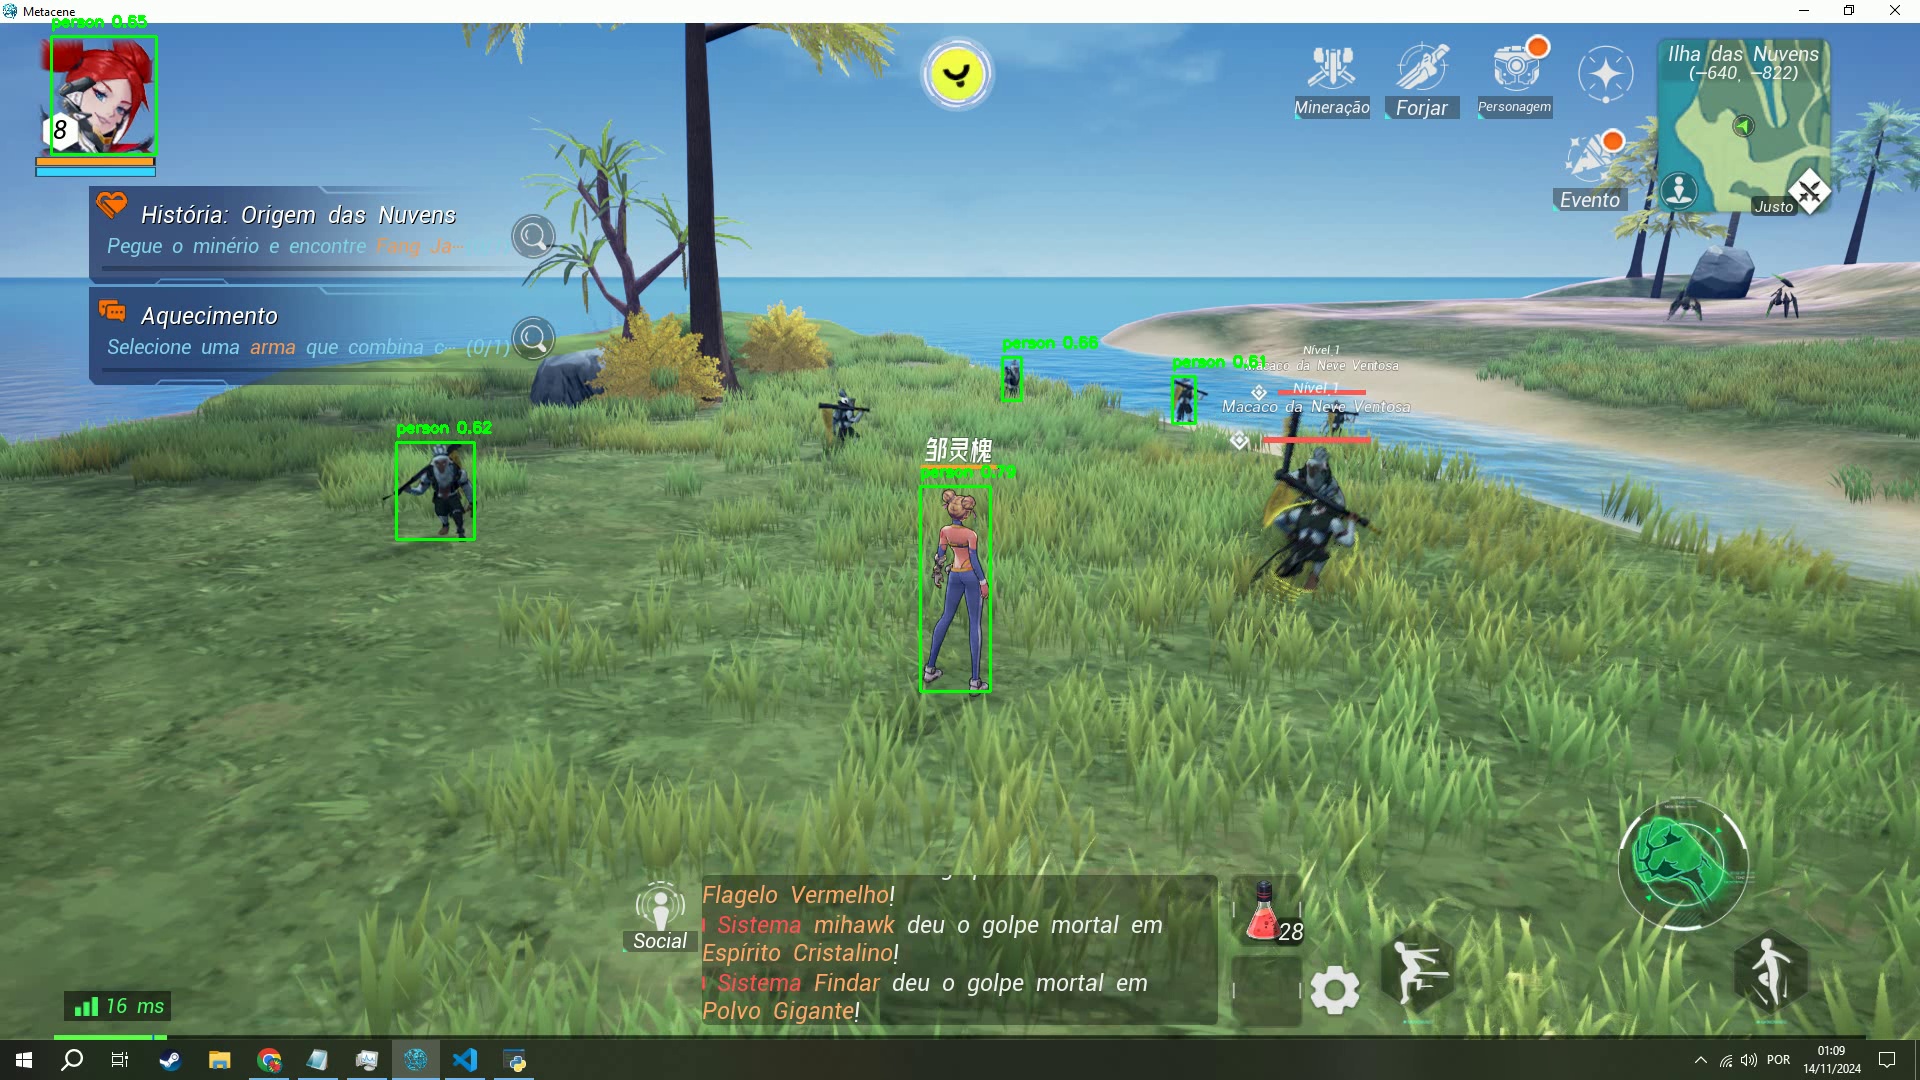 Metacene
person 0.65
8
História: Origem das Nuvens
Pegue o minério e encontre Fang Ja...
Aquecimento
Selecione uma arma que combina c... (0/1)
Mineração
Forjar
Personagem
Evento
Ilha das Nuvens
(-640, -822)
Justo
person 0.66
person 0.61
Nível 1
Macaco da Neve Ventosa
Nível 1
Macaco da Neve Ventosa
person 0.62
邹灵槐
person 0.79
Social
Flagelo Vermelho!
Sistema mihawk deu o golpe mortal em
Espírito Cristalino!
Sistema Findar deu o golpe mortal em
Polvo Gigante!
28
16 ms
POR
01:09
14/11/2024